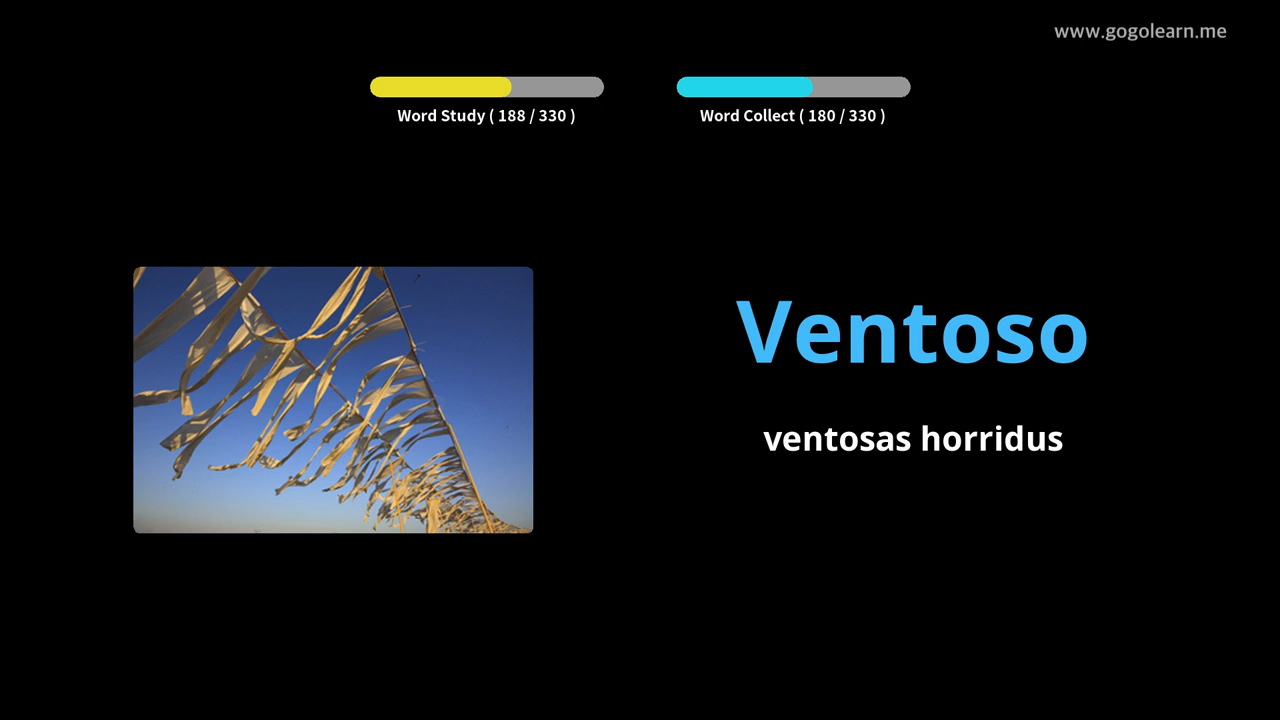 www.gogolearn.me
Word Study ( 188 / 330 )
Word Collect ( 180 / 330 )
Ventoso
ventosas horridus